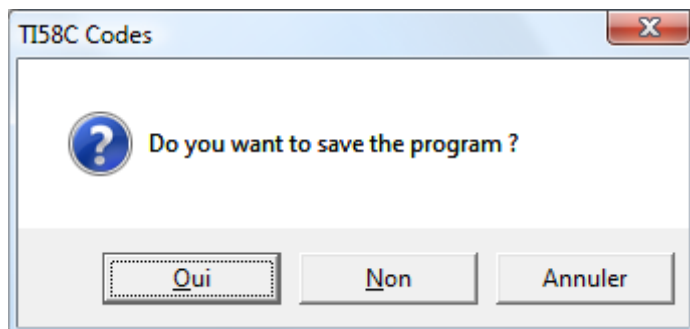 TI58C Codes
Do you want to save the program ?
Oui Non Annuler